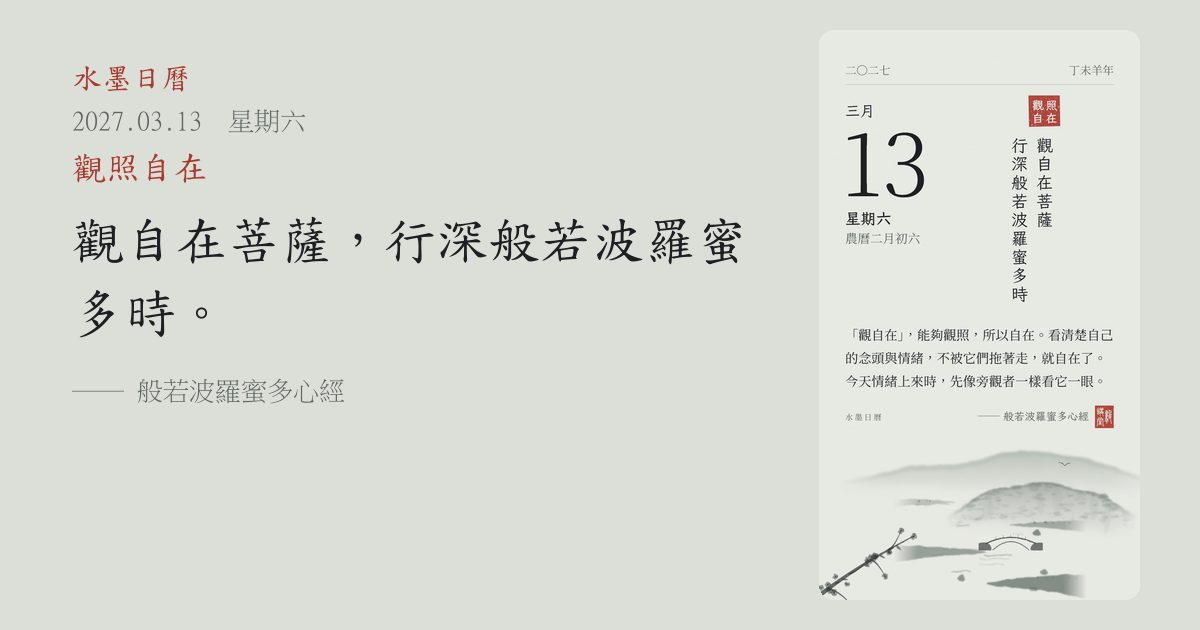 水墨日曆
2027.03.13　星期六
觀照自在
觀自在菩薩，行深般若波羅蜜
多時。
—— 般若波羅蜜多心經
二〇二七
丁未羊年
三月
13
星期六
農曆二月初六
觀照
自在
觀自在菩薩
行深般若波羅蜜多時
「觀自在」，能夠觀照，所以自在。看清楚自己
的念頭與情緒，不被它們拖著走，就自在了。
今天情緒上來時，先像旁觀者一樣看它一眼。
水墨日曆
—— 般若波羅蜜多心經